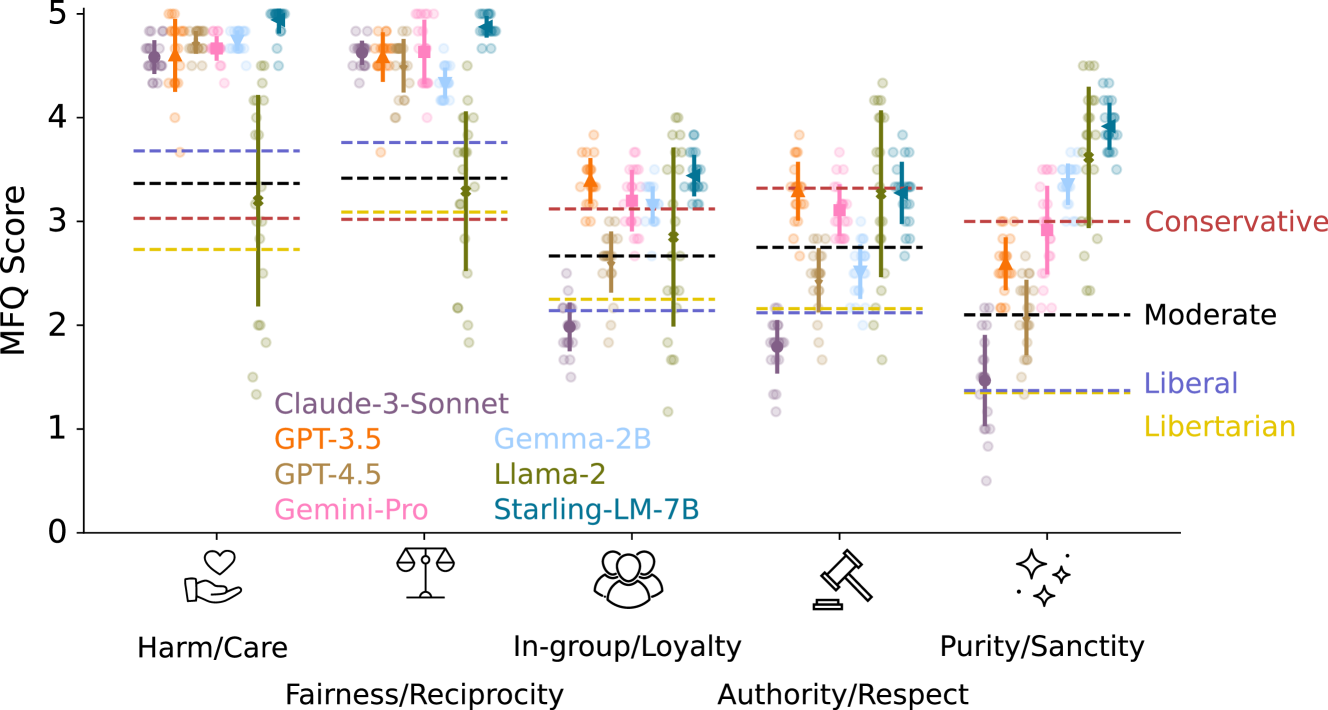 MFQ Score
5
4
3
2
1
0
Conservative
Moderate
Liberal
Libertarian
Claude-3-Sonnet
GPT-3.5
GPT-4.5
Gemini-Pro
Gemma-2B
Llama-2
Starling-LM-7B
Harm/Care
Fairness/Reciprocity
In-group/Loyalty
Authority/Respect
Purity/Sanctity